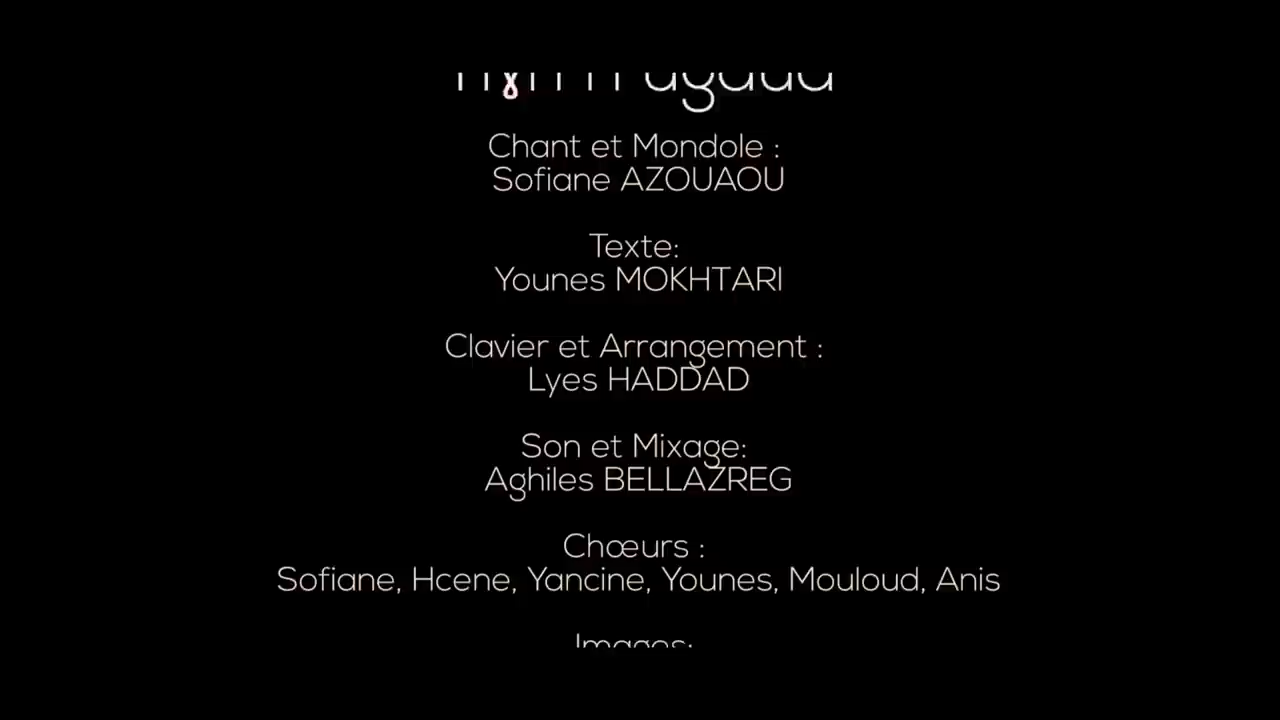 Chant et Mondole :
Sofiane AZOUAOU
Texte:
Younes MOKHTARI
Clavier et Arrangement :
Lyes HADDAD
Son et Mixage:
Aghiles BELLAZREG
Chœurs :
Sofiane, Hcene, Yancine, Younes, Mouloud, Anis
Images: